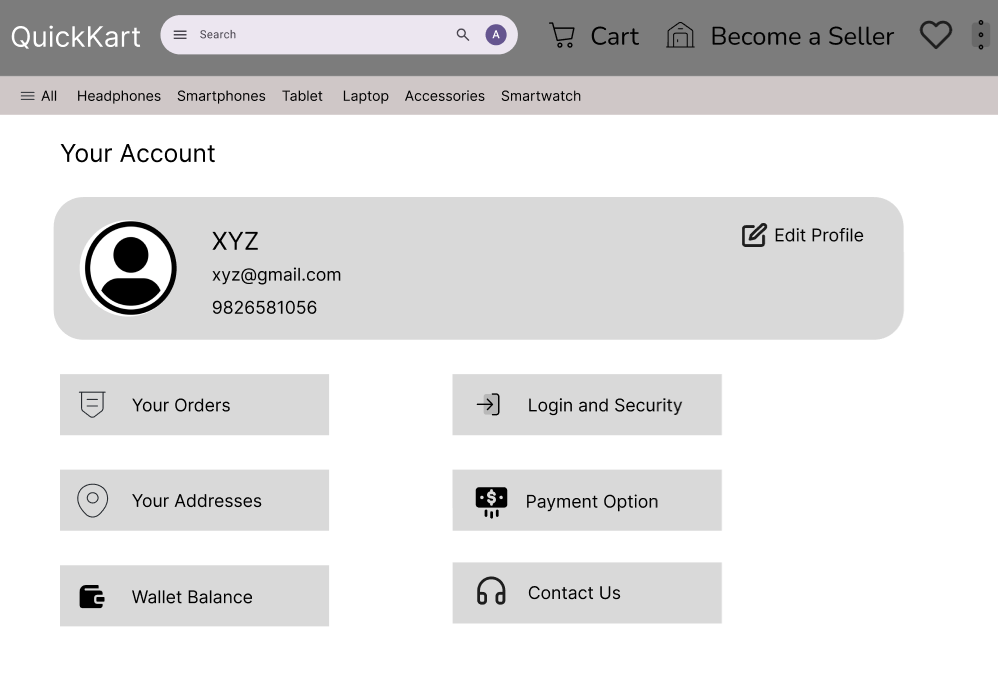 QuickKart
Search
A
Cart
Become a Seller
All Headphones Smartphones Tablet Laptop Accessories Smartwatch
Your Account
XYZ
Edit Profile
xyz@gmail.com
9826581056
Your Orders
Login and Security
Your Addresses
$
Payment Option
Wallet Balance
Contact Us